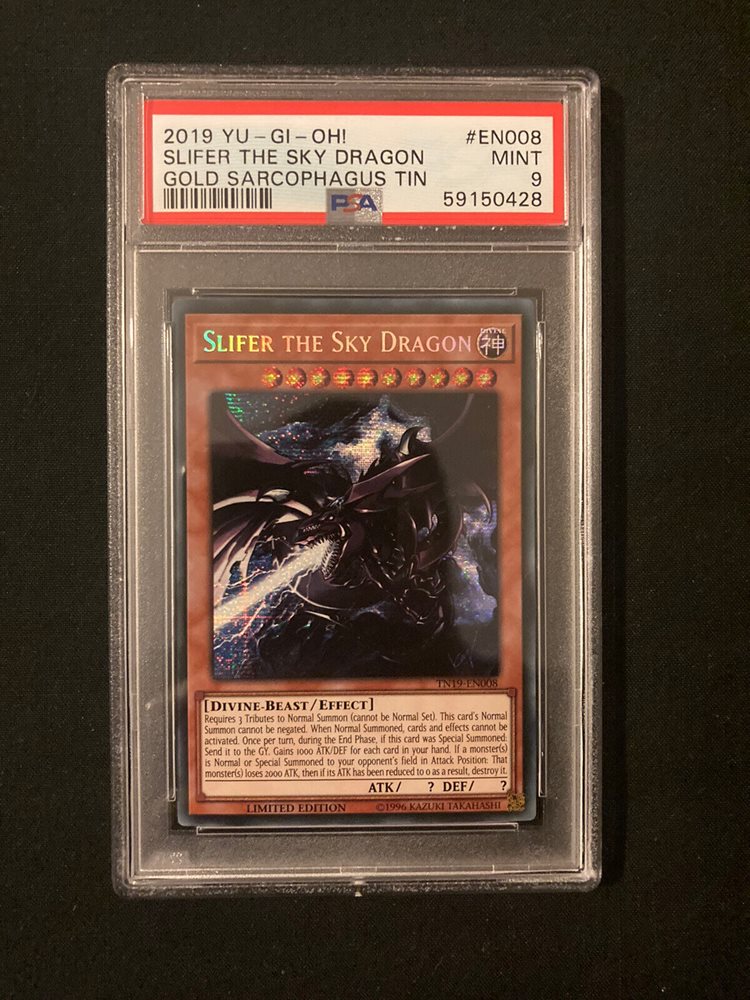 2019 YU-GI-OH! #EN008
SLIFER THE SKY DRAGON MINT
GOLD SARCOPHAGUS TIN 9
PSA 59150428
SLIFER THE SKY DRAGON DIVINE 神
TN19-EN008
[DIVINE-BEAST/EFFECT]
Requires 3 Tributes to Normal Summon (cannot be Normal Set). This card's Normal
Summon cannot be negated. When Normal Summoned, cards and effects cannot be
activated. Once per turn, during the End Phase, if this card was Special Summoned:
Send it to the GY. Gains 1000 ATK/DEF for each card in your hand. If a monster(s)
is Normal or Special Summoned to your opponent's field in Attack Position: That
monster(s) loses 2000 ATK, then if its ATK has been reduced to 0 as a result, destroy it.
ATK/ ? DEF/ ?
LIMITED EDITION ©1996 KAZUKI TAKAHASHI